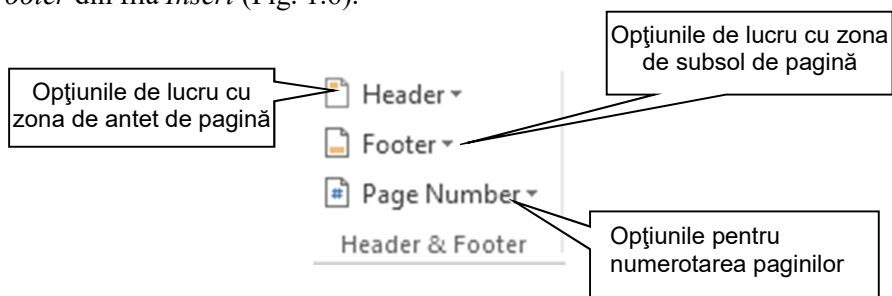 din fila Insert (Fig. 1.6).
Opţiunile de lucru cu zona
de subsol de pagină
Opţiunile de lucru cu
zona de antet de pagină
Header
Footer
Page Number
Header & Footer
Opţiunile pentru
numerotarea paginilor